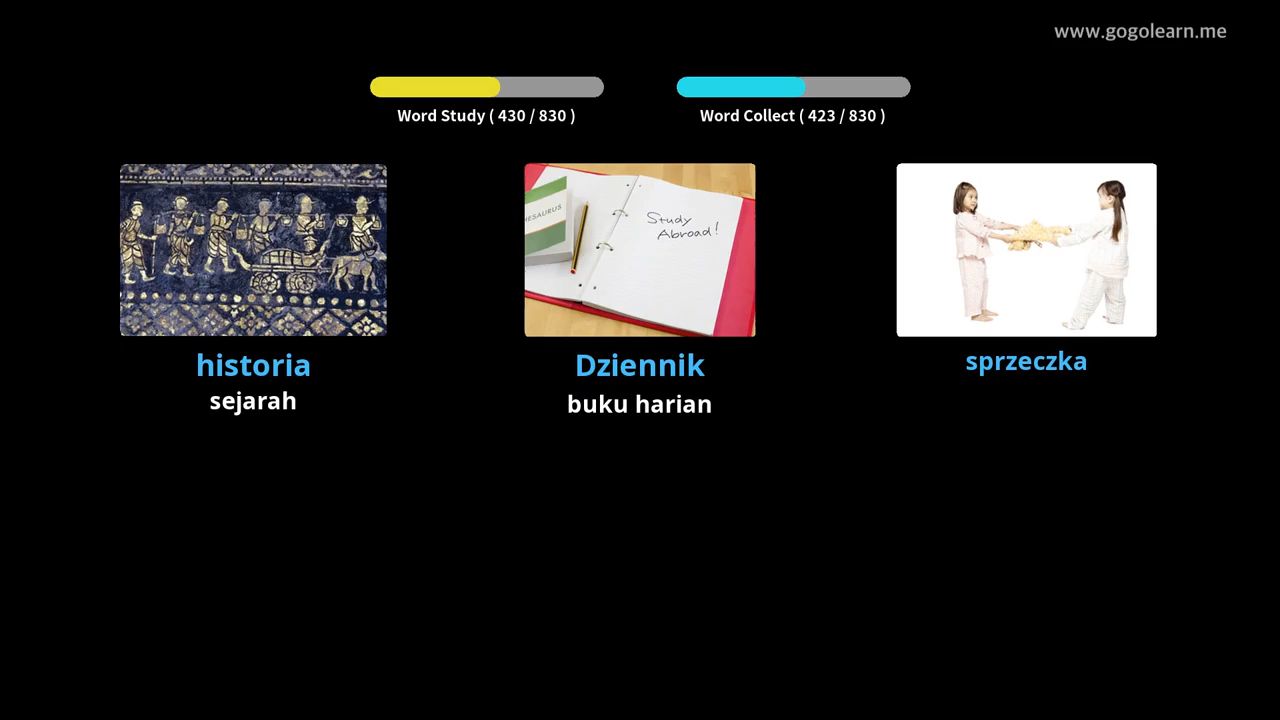 www.gogolearn.me
Word Study ( 430 / 830 )
Word Collect ( 423 / 830 )
HESAURUS
Study
Abroad!
historia
Dziennik
sprzeczka
sejarah
buku harian